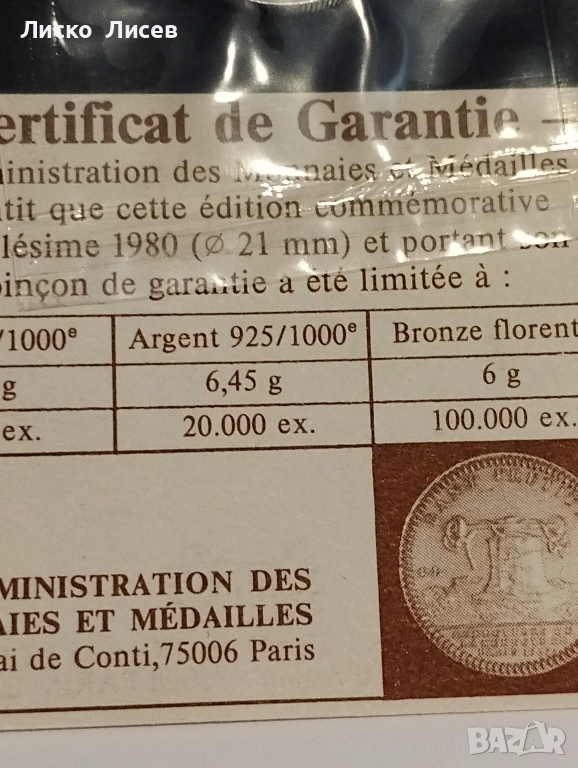 Литко Лисев
ertificat de Garantie –
inistration des Monnaies et Médailles
tit que cette édition commémorative
lésime 1980 (Ø 21 mm) et portant son
oinçon de garantie a été limitée à :
/1000ᵉ Argent 925/1000ᵉ Bronze florent
g 6,45 g 6 g
ex. 20.000 ex. 100.000 ex.
MINISTRATION DES
AIES ET MÉDAILLES
ai de Conti,75006 Paris
BAZAR